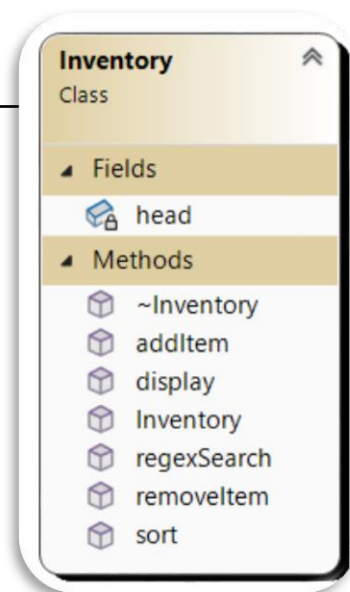 Inventory
Class
Fields
head
Methods
~Inventory
addItem
display
Inventory
regexSearch
removeItem
sort